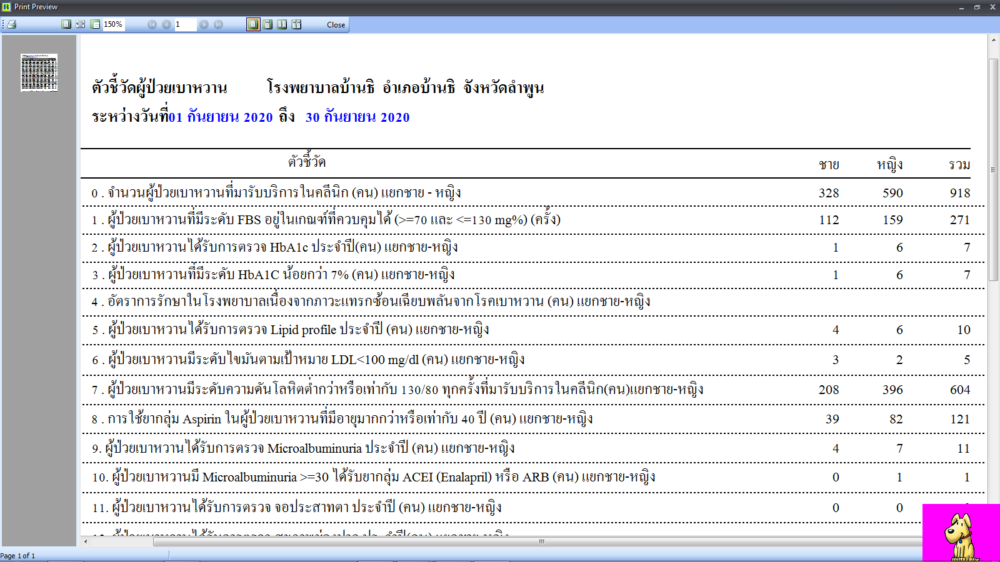 Print Preview
150%
1
Close
ตัวชี้วัดผู้ป่วยเบาหวาน โรงพยาบาลบ้านธิ อำเภอบ้านธิ จังหวัดลำพูน
ระหว่างวันที่01 กันยายน 2020 ถึง 30 กันยายน 2020
ตัวชี้วัด ชาย หญิง รวม
0 . จำนวนผู้ป่วยเบาหวานที่มารับบริการในคลีนิก (คน) แยกชาย - หญิง 328 590 918
1 . ผู้ป่วยเบาหวานที่มีระดับ FBS อยู่ในเกณฑ์ที่ควบคุมได้ (>=70 และ <=130 mg%) (ครั้ง) 112 159 271
2 . ผู้ป่วยเบาหวานได้รับการตรวจ HbA1c ประจำปี(คน) แยกชาย-หญิง 1 6 7
3 . ผู้ป่วยเบาหวานที่มีระดับ HbA1C น้อยกว่า 7% (คน) แยกชาย-หญิง 1 6 7
4 . อัตราการรักษาในโรงพยาบาลเนื่องจากภาวะแทรกซ้อนเฉียบพลันจากโรคเบาหวาน (คน) แยกชาย-หญิง
5 . ผู้ป่วยเบาหวานได้รับการตรวจ Lipid profile ประจำปี (คน) แยกชาย-หญิง 4 6 10
6 . ผู้ป่วยเบาหวานมีระดับไขมันตามเป้าหมาย LDL<100 mg/dl (คน) แยกชาย-หญิง 3 2 5
7 . ผู้ป่วยเบาหวานมีระดับความดันโลหิตต่ำกว่าหรือเท่ากับ 130/80 ทุกครั้งที่มารับบริการในคลีนิก(คน)แยกชาย-หญิง 208 396 604
8 . การใช้ยากลุ่ม Aspirin ในผู้ป่วยเบาหวานที่มีอายุมากกว่าหรือเท่ากับ 40 ปี (คน) แยกชาย-หญิง 39 82 121
9. ผู้ป่วยเบาหวานได้รับการตรวจ Microalbuminuria ประจำปี (คน) แยกชาย-หญิง 4 7 11
10. ผู้ป่วยเบาหวานมี Microalbuminuria >=30 ได้รับยากลุ่ม ACEI (Enalapril) หรือ ARB (คน) แยกชาย-หญิง 0 1 1
11. ผู้ป่วยเบาหวานได้รับการตรวจ จอประสาทตา ประจำปี (คน) แยกชาย-หญิง 0 0
Page 1 of 1